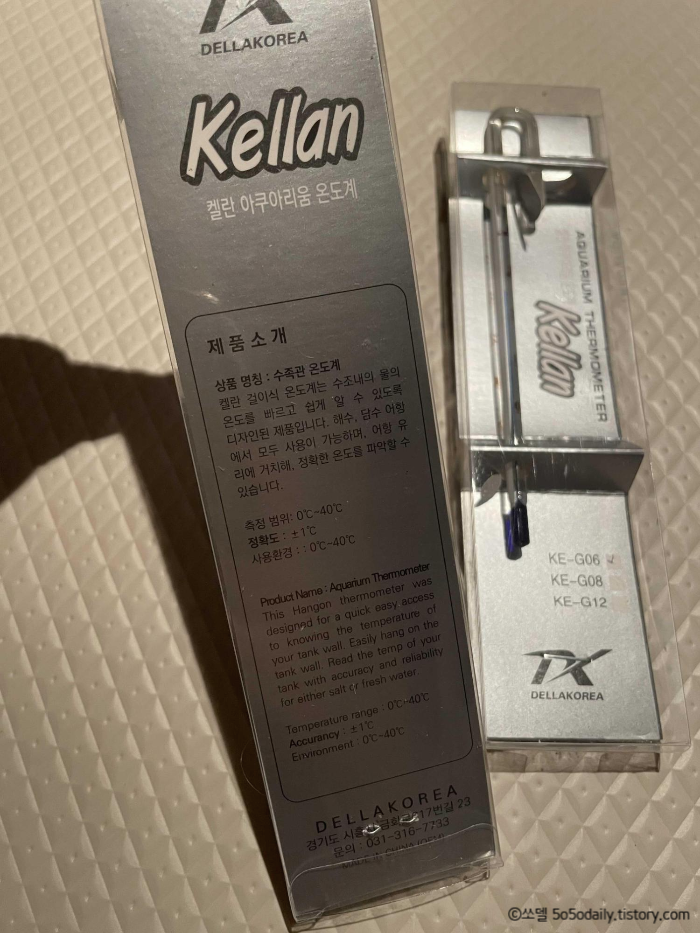 DELLAKOREA
Kellan
켈란 아쿠아리움 온도계
제품소개
상품 명칭 : 수족관 온도계
켈란 걸이식 온도계는 수조내의 물의
온도를 빠르고 쉽게 알 수 있도록
디자인된 제품입니다. 해수, 담수 어항
에서 모두 사용이 가능하며, 어항 유
리에 거치해, 정확한 온도를 파악할 수
있습니다.
측정 범위: 0℃~40℃
정확도 : ±1℃
사용환경 : : 0℃~40℃
Product Name : Aquarium Thermometer
This Hangon thermometer was
designed for a quick easy access
to knowing the temperature of
your tank wall. Easily hang on the
tank wall. Read the temp of your
tank with accuracy and reliability
for either salt or fresh water.
Temperature range : 0℃~40℃
Accurancy : ±1℃
Environment : 0℃~40℃
DELLAKOREA
경기도 23
문의 : 031-316-7733
AQUARIUM THERMOMETER
Kellan
KE-G06
KE-G08
KE-G12
DELLAKOREA
©쏘델 5o5odaily.tistory.com